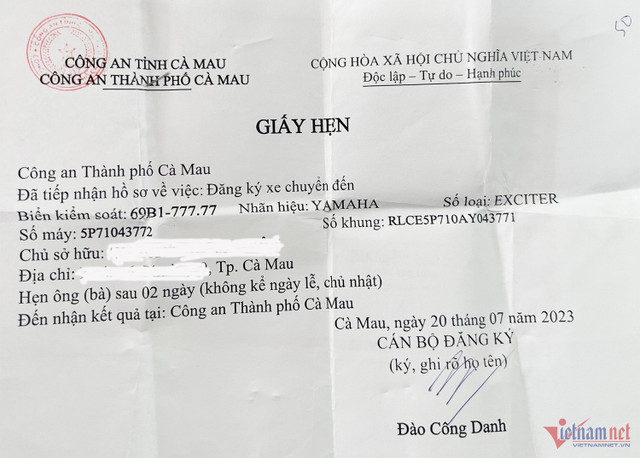 50
CÔNG AN TỈNH CÀ MAU
CÔNG AN THÀNH PHỐ CÀ MAU
CỘNG HÒA XÃ HỘI CHỦ NGHĨA VIỆT NAM
Độc lập – Tự do – Hạnh phúc
GIẤY HẸN
Công an Thành phố Cà Mau
Đã tiếp nhận hồ sơ về việc: Đăng ký xe chuyển đến
Biển kiểm soát: 69B1-777.77 Nhãn hiệu: YAMAHA Số loại: EXCITER
Số máy: 5P71043772 Số khung: RLCE5P710AY043771
Chủ sở hữu:
Địa chỉ: , Tp. Cà Mau
Hẹn ông (bà) sau 02 ngày (không kể ngày lễ, chủ nhật)
Đến nhận kết quả tại: Công an Thành phố Cà Mau
Cà Mau, ngày 20 tháng 07 năm 2023
CÁN BỘ ĐĂNG KÝ
(ký, ghi rõ họ tên)
Đào Công Danh
vietnamnet
VIETNAMNET.VN